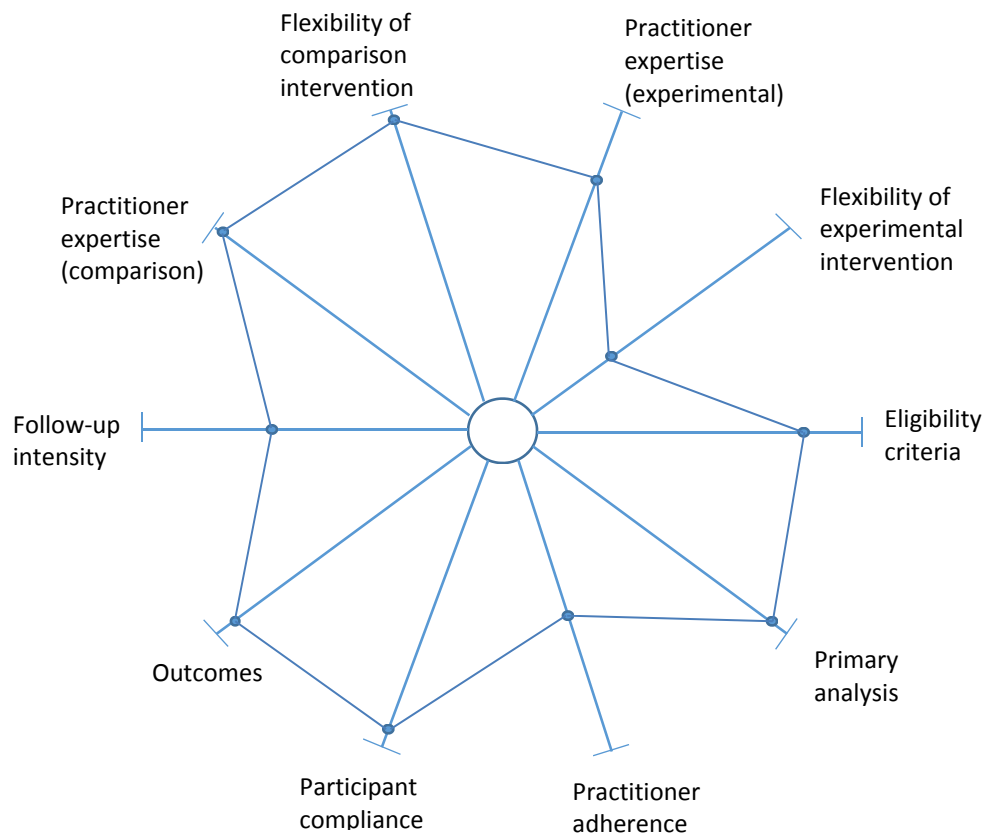 Flexibility of
comparison
intervention
Practitioner
expertise
(experimental)
Flexibility of
experimental
intervention
Practitioner
expertise
(comparison)
Eligibility
criteria
Follow-up
intensity
Outcomes
Primary
analysis
Participant
compliance
Practitioner
adherence